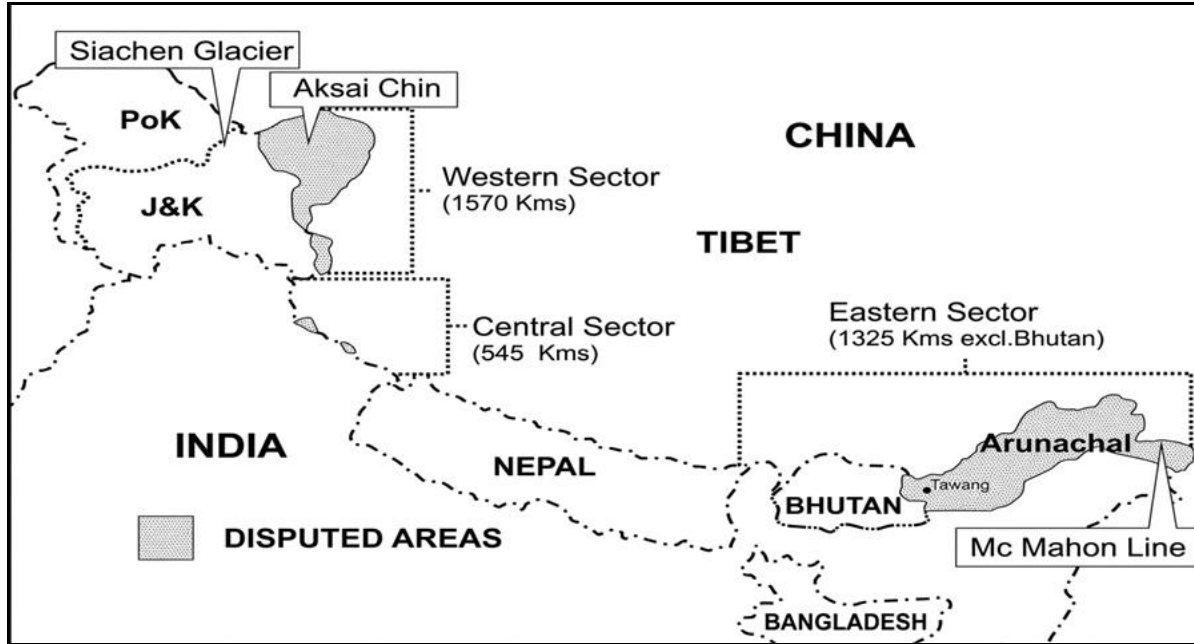 Siachen Glacier
Aksai Chin
PoK
CHINA
Western Sector
(1570 Kms)
J&K
TIBET
Eastern Sector
(1325 Kms excl.Bhutan)
Central Sector
(545 Kms)
INDIA
NEPAL
Arunachal
Tawang
BHUTAN
DISPUTED AREAS
Mc Mahon Line
BANGLADESH